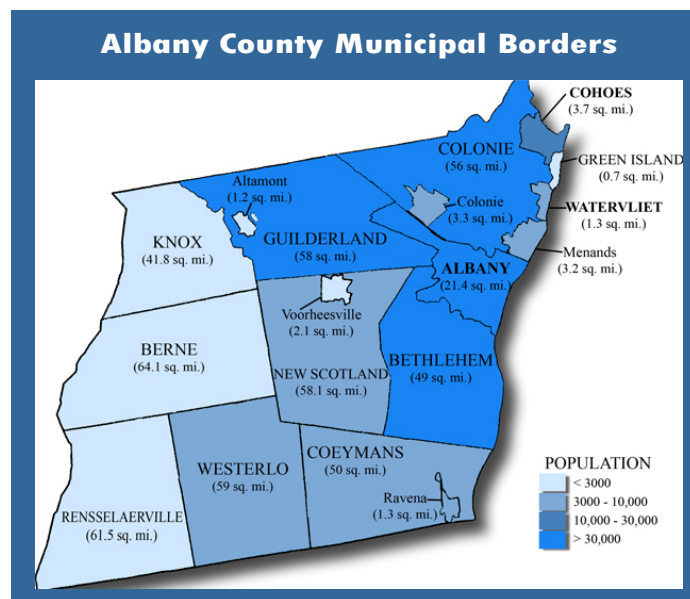 Albany County Municipal Borders
COHOES
(3.7 sq. mi.)
COLONIE
(56 sq. mi.)
GREEN ISLAND
(0.7 sq. mi.)
Altamont
(1.2 sq. mi.)
Colonie
(3.3 sq. mi.)
WATERVLIET
(1.3 sq. mi.)
KNOX
(41.8 sq. mi.)
GUILDERLAND
(58 sq. mi.)
Menands
(3.2 sq. mi.)
ALBANY
(21.4 sq. mi.)
Voorheesville
(2.1 sq. mi.)
BERNE
(64.1 sq. mi.)
BETHLEHEM
(49 sq. mi.)
NEW SCOTLAND
(58.1 sq. mi.)
COEYMANS
(50 sq. mi.)
WESTERLO
(59 sq. mi.)
Ravena
(1.3 sq. mi.)
RENSSELAERVILLE
(61.5 sq. mi.)
POPULATION
< 3000
3000 - 10,000
10,000 - 30,000
> 30,000